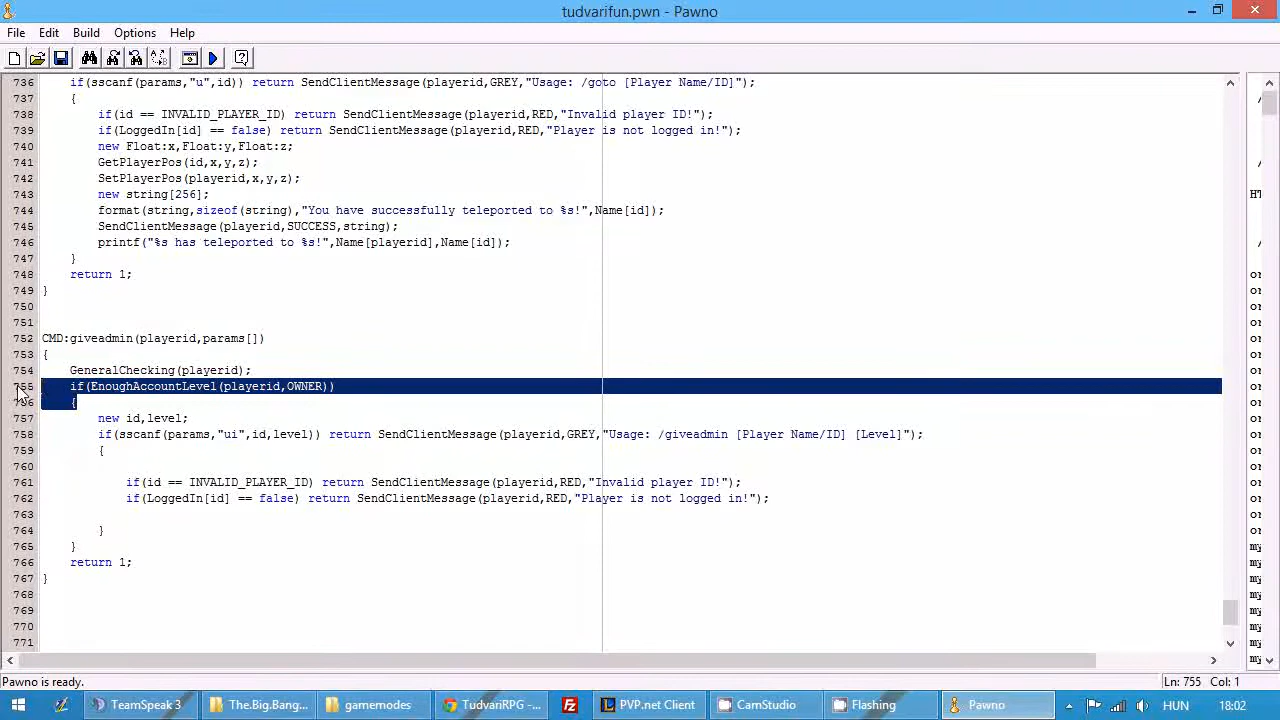 tudvarifun.pwn - Pawno
File Edit Build Options Help
736 if(sscanf(params,"u",id)) return SendClientMessage(playerid,GREY,"Usage: /goto [Player Name/ID]");
737 {
738 if(id == INVALID_PLAYER_ID) return SendClientMessage(playerid,RED,"Invalid player ID!");
739 if(LoggedIn[id] == false) return SendClientMessage(playerid,RED,"Player is not logged in!");
740 new Float:x,Float:y,Float:z;
741 GetPlayerPos(id,x,y,z);
742 SetPlayerPos(playerid,x,y,z);
743 new string[256];
744 format(string,sizeof(string),"You have successfully teleported to %s!",Name[id]);
745 SendClientMessage(playerid,SUCCESS,string);
746 printf("%s has teleported to %s!",Name[playerid],Name[id]);
747 }
748 return 1;
749 }
750
751
752 CMD:giveadmin(playerid,params[])
753 {
754 GeneralChecking(playerid);
755 if(EnoughAccountLevel(playerid,OWNER))
756 {
757 new id,level;
758 if(sscanf(params,"ui",id,level)) return SendClientMessage(playerid,GREY,"Usage: /giveadmin [Player Name/ID] [Level]");
759 {
760
761 if(id == INVALID_PLAYER_ID) return SendClientMessage(playerid,RED,"Invalid player ID!");
762 if(LoggedIn[id] == false) return SendClientMessage(playerid,RED,"Player is not logged in!");
763
764 }
765 }
766 return 1;
767 }
768
769
770
771
Pawno is ready. Ln: 755 Col: 1
TeamSpeak 3 The.Big.Bang... gamemodes TudvariRPG -... PVP.net Client CamStudio Flashing Pawno HUN 18:02